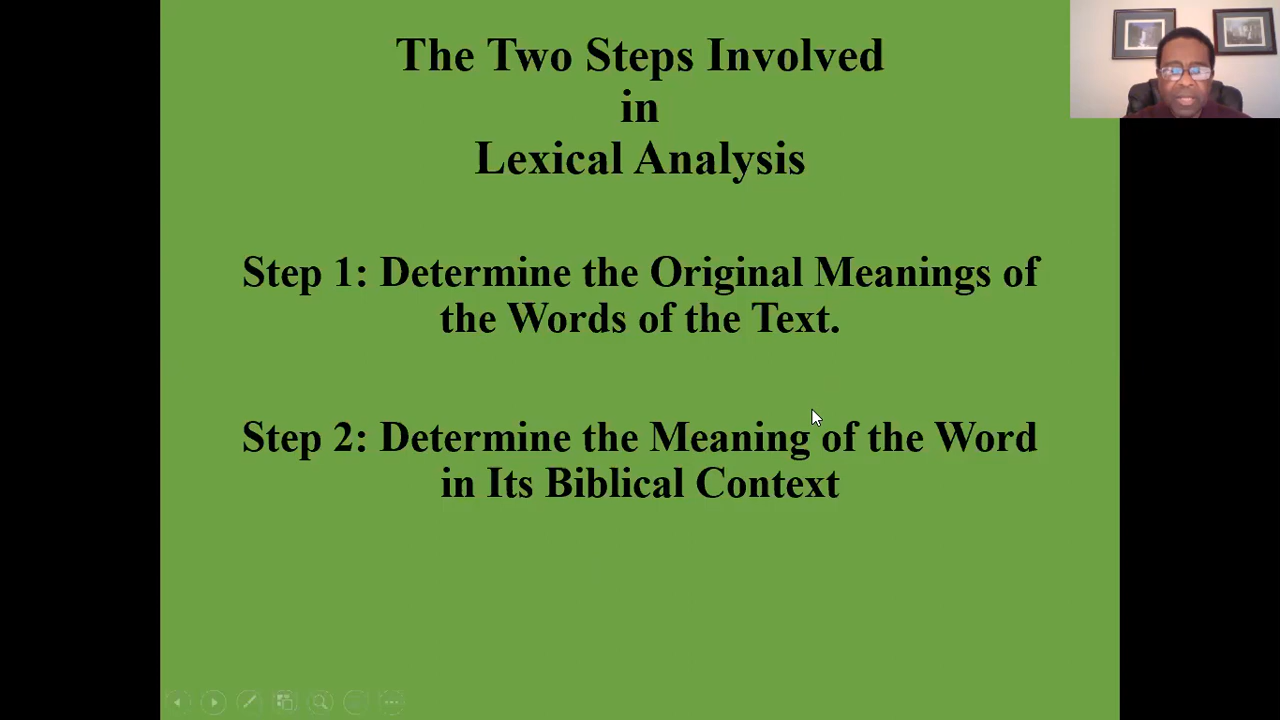 The Two Steps Involved
in
Lexical Analysis
Step 1: Determine the Original Meanings of
the Words of the Text.
Step 2: Determine the Meaning of the Word
in Its Biblical Context